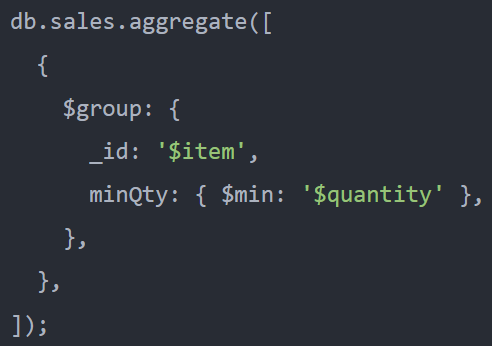 db.sales.aggregate([
  {
    $group: {
      _id: '$item',
      minQty: { $min: '$quantity' },
    },
  },
]);